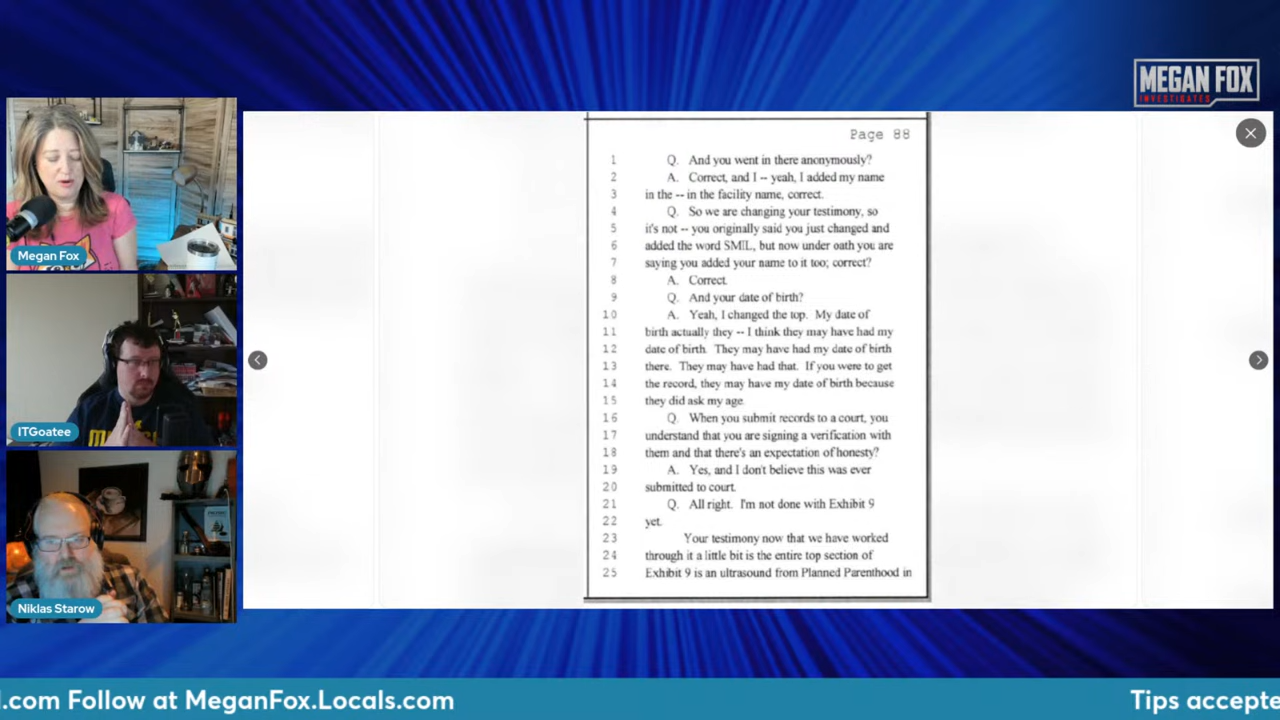 MEGAN FOX
INVESTIGATES
Megan Fox
ITGoatee
Niklas Starow
Page 88
1 Q. And you went in there anonymously?
2 A. Correct, and I -- yeah, I added my name
3 in the -- in the facility name, correct.
4 Q. So we are changing your testimony, so
5 it's not -- you originally said you just changed and
6 added the word SMIL, but now under oath you are
7 saying you added your name to it too; correct?
8 A. Correct.
9 Q. And your date of birth?
10 A. Yeah, I changed the top. My date of
11 birth actually they -- I think they may have had my
12 date of birth. They may have had my date of birth
13 there. They may have had that. If you were to get
14 the record, they may have my date of birth because
15 they did ask my age.
16 Q. When you submit records to a court, you
17 understand that you are signing a verification with
18 them and that there's an expectation of honesty?
19 A. Yes, and I don't believe this was ever
20 submitted to court.
21 Q. All right. I'm not done with Exhibit 9
22 yet.
23 Your testimony now that we have worked
24 through it a little bit is the entire top section of
25 Exhibit 9 is an ultrasound from Planned Parenthood in
.com Follow at MeganFox.Locals.com
Tips accepte